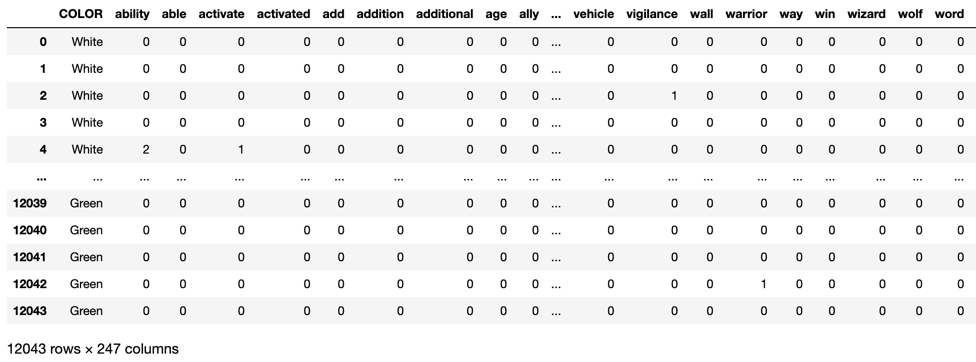 COLOR ability able activate activated add addition additional age ally ... vehicle vigilance wall warrior way win wizard wolf word
0 White 0 0 0 0 0 0 0 0 0 ... 0 0 0 0 0 0 0 0 0
1 White 0 0 0 0 0 0 0 0 0 ... 0 0 0 0 0 0 0 0 0
2 White 0 0 0 0 0 0 0 0 0 ... 0 1 0 0 0 0 0 0 0
3 White 0 0 0 0 0 0 0 0 0 ... 0 0 0 0 0 0 0 0 0
4 White 2 0 1 0 0 0 0 0 0 ... 0 0 0 0 0 0 0 0 0
... ... ... ... ... ... ... ... ... ... ... ... ... ... ... ... ... ... ... ... ...
12039 Green 0 0 0 0 0 0 0 0 0 ... 0 0 0 0 0 0 0 0 0
12040 Green 0 0 0 0 0 0 0 0 0 ... 0 0 0 0 0 0 0 0 0
12041 Green 0 0 0 0 0 0 0 0 0 ... 0 0 0 0 0 0 0 0 0
12042 Green 0 0 0 0 0 0 0 0 0 ... 0 0 0 1 0 0 0 0 0
12043 Green 0 0 0 0 0 0 0 0 0 ... 0 0 0 0 0 0 0 0 0
12043 rows × 247 columns